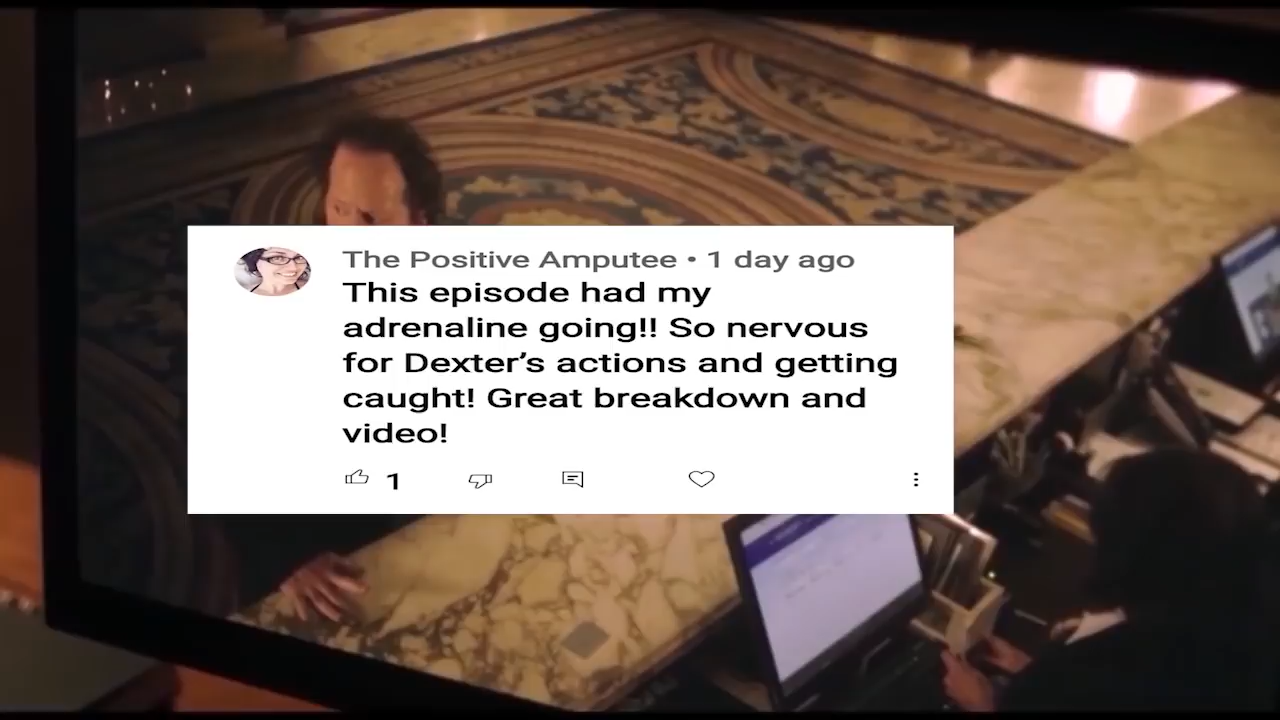 The Positive Amputee • 1 day ago
This episode had my
adrenaline going!! So nervous
for Dexter’s actions and getting
caught! Great breakdown and
video!
1